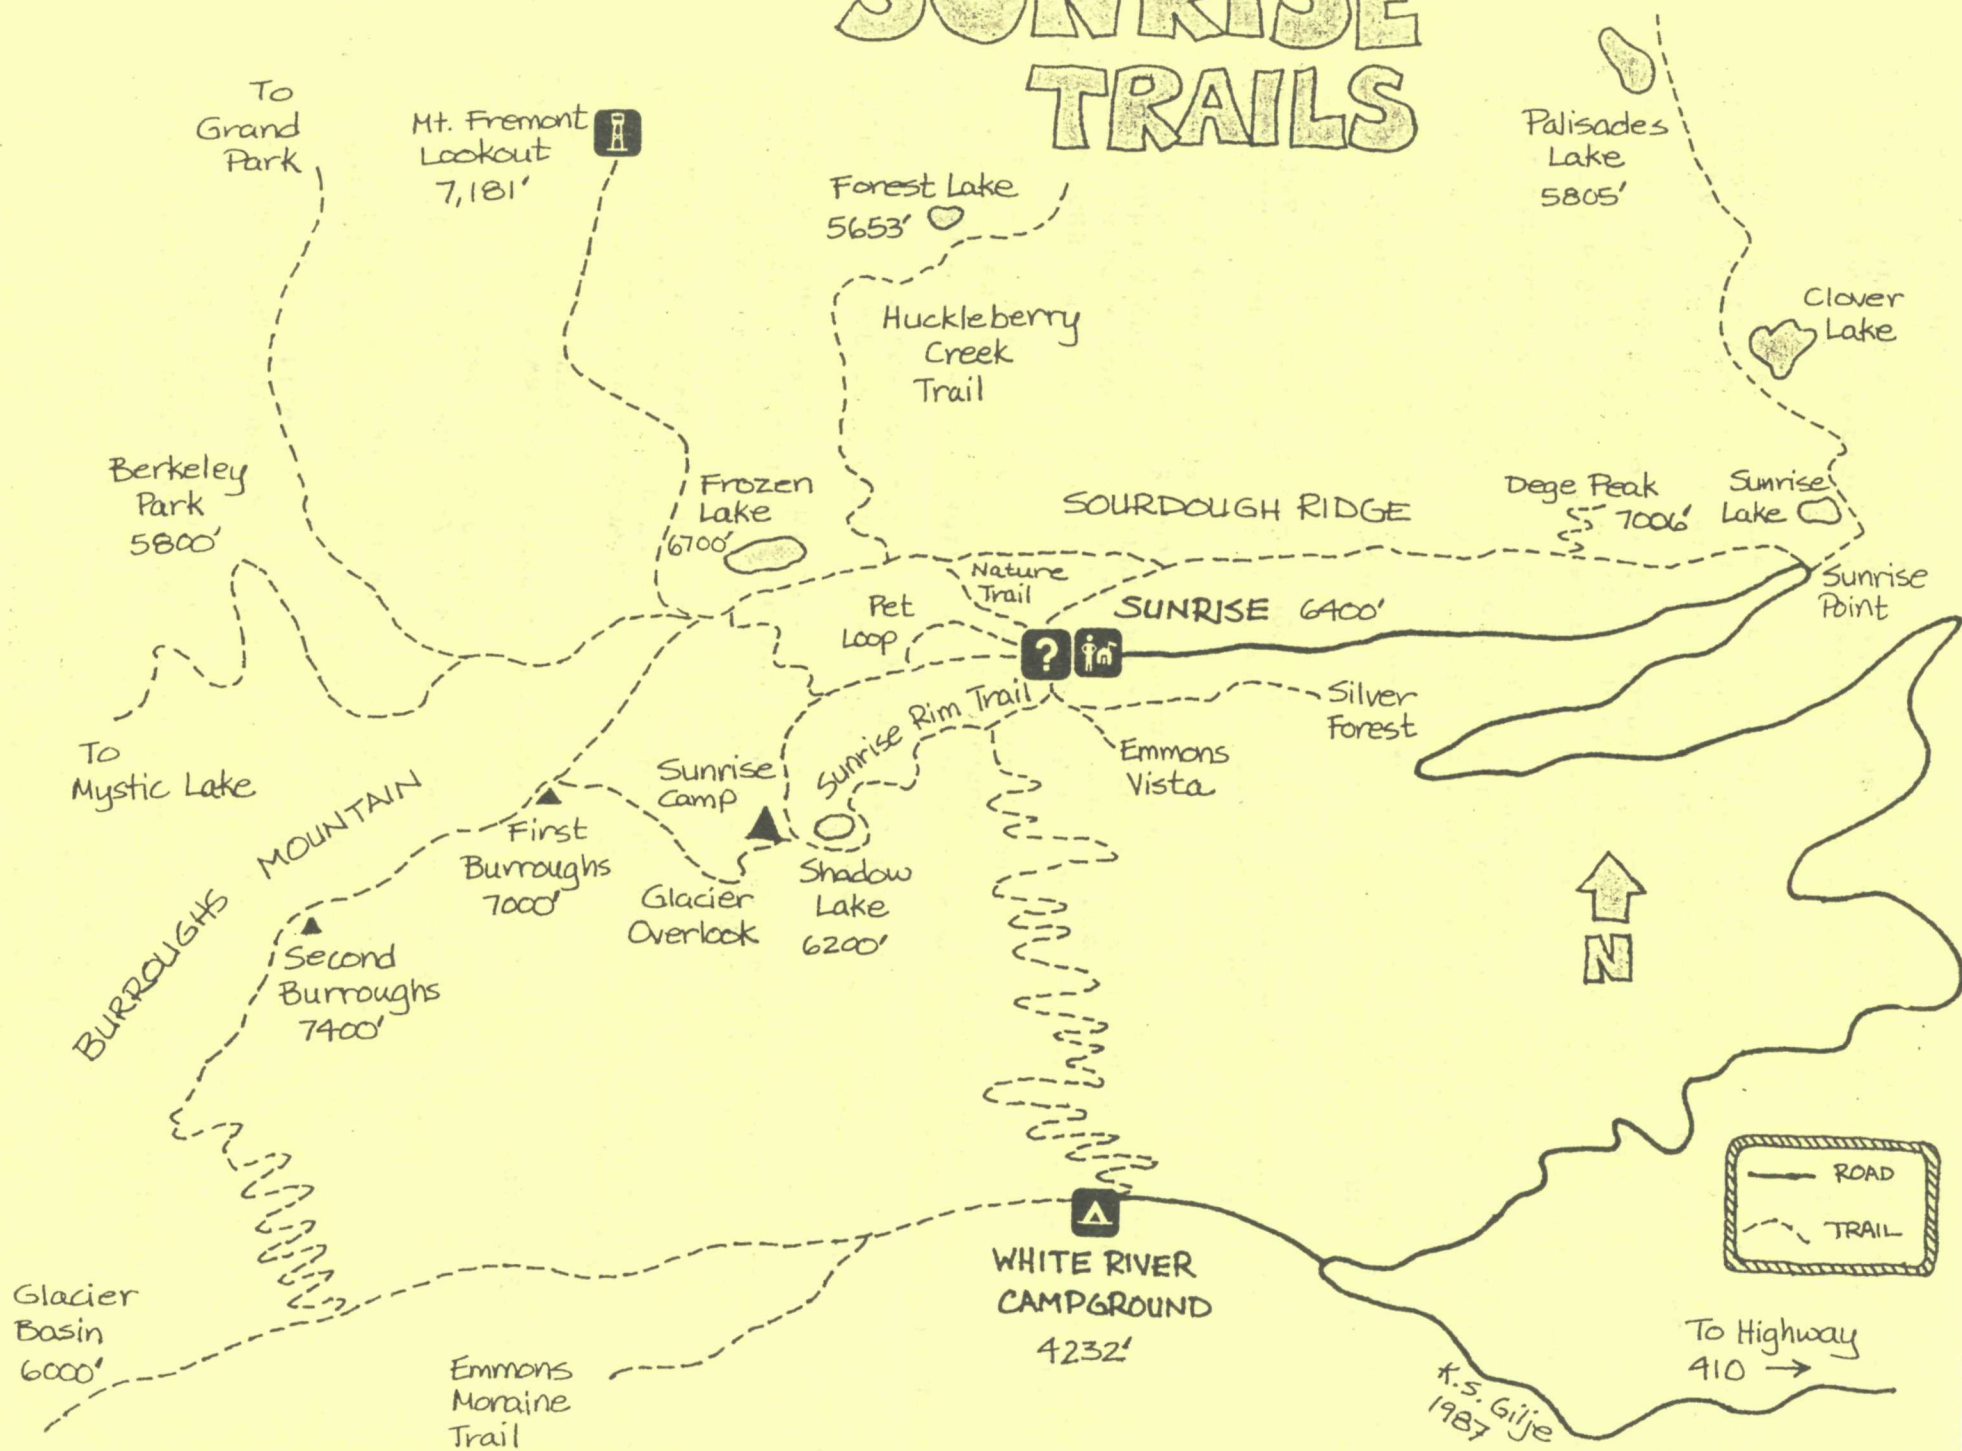 SUNRISE
TRAILS
To
Grand
Park
Mt. Fremont
Lookout
7,181'
Forest Lake
5653'
Palisades
Lake
5805'
Huckleberry
Creek
Trail
Clover
Lake
Berkeley
Park
5800'
Frozen
Lake
6700'
SOURDOUGH RIDGE
Dege Peak
7006'
Sunrise
Lake
Nature
Trail
Pet
Loop
SUNRISE 6400'
Sunrise
Point
?
Sunrise Rim Trail
Silver
Forest
Emmons
Vista
To
Mystic Lake
BURROUGHS MOUNTAIN
Sunrise
Camp
First
Burroughs
7000'
Glacier
Overlook
Shadow
Lake
6200'
Second
Burroughs
7400'
N
ROAD
TRAIL
WHITE RIVER
CAMPGROUND
4232'
Glacier
Basin
6000'
Emmons
Moraine
Trail
To Highway
410 →
K.S. Gilje
1987